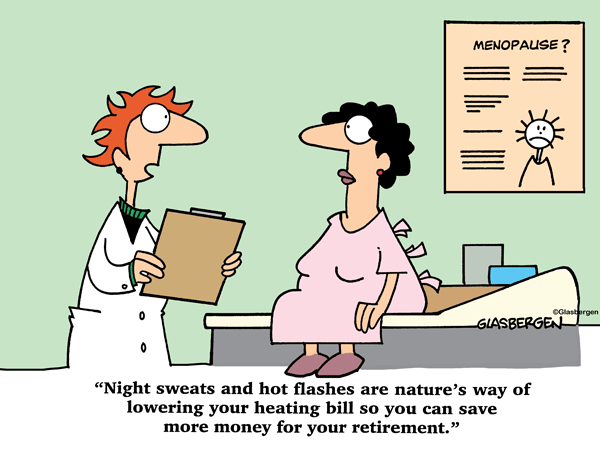 MENOPAUSE?
©Glasbergen
GLASBERGEN
“Night sweats and hot flashes are nature’s way of
lowering your heating bill so you can save
more money for your retirement.”